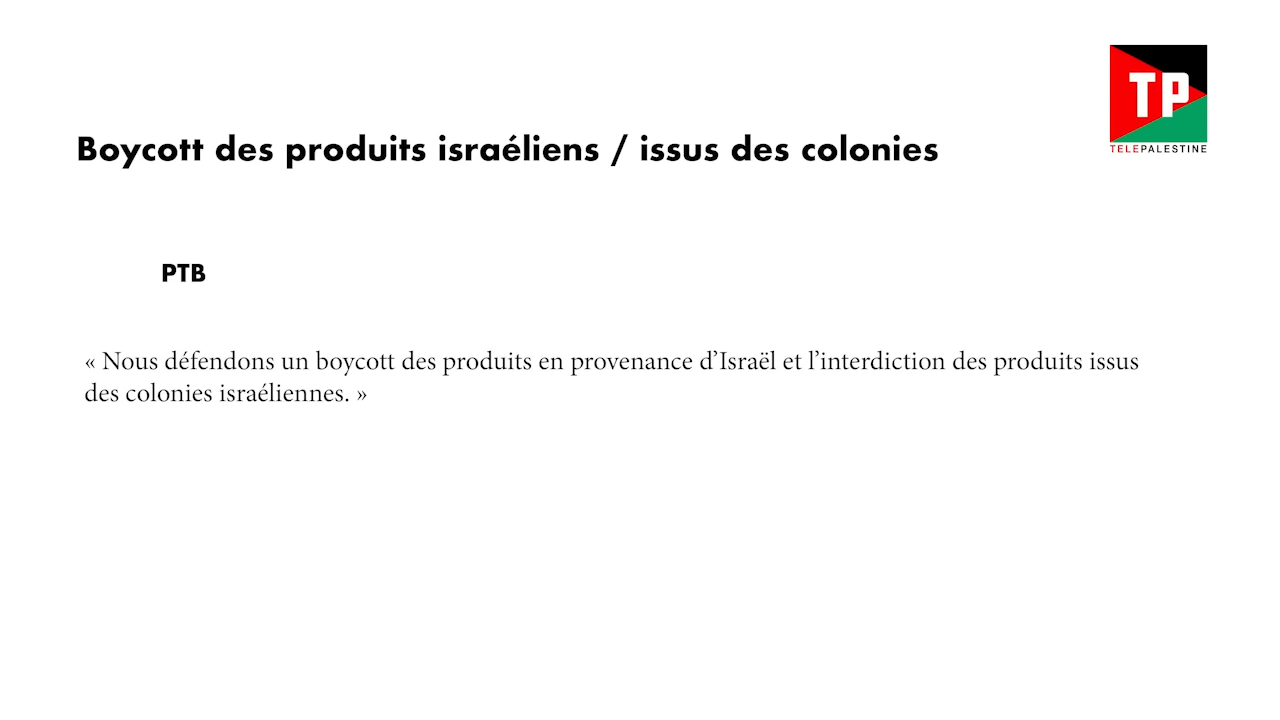 TP
TELEPALESTINE
Boycott des produits israéliens / issus des colonies
PTB
« Nous défendons un boycott des produits en provenance d’Israël et l’interdiction des produits issus
des colonies israéliennes. »